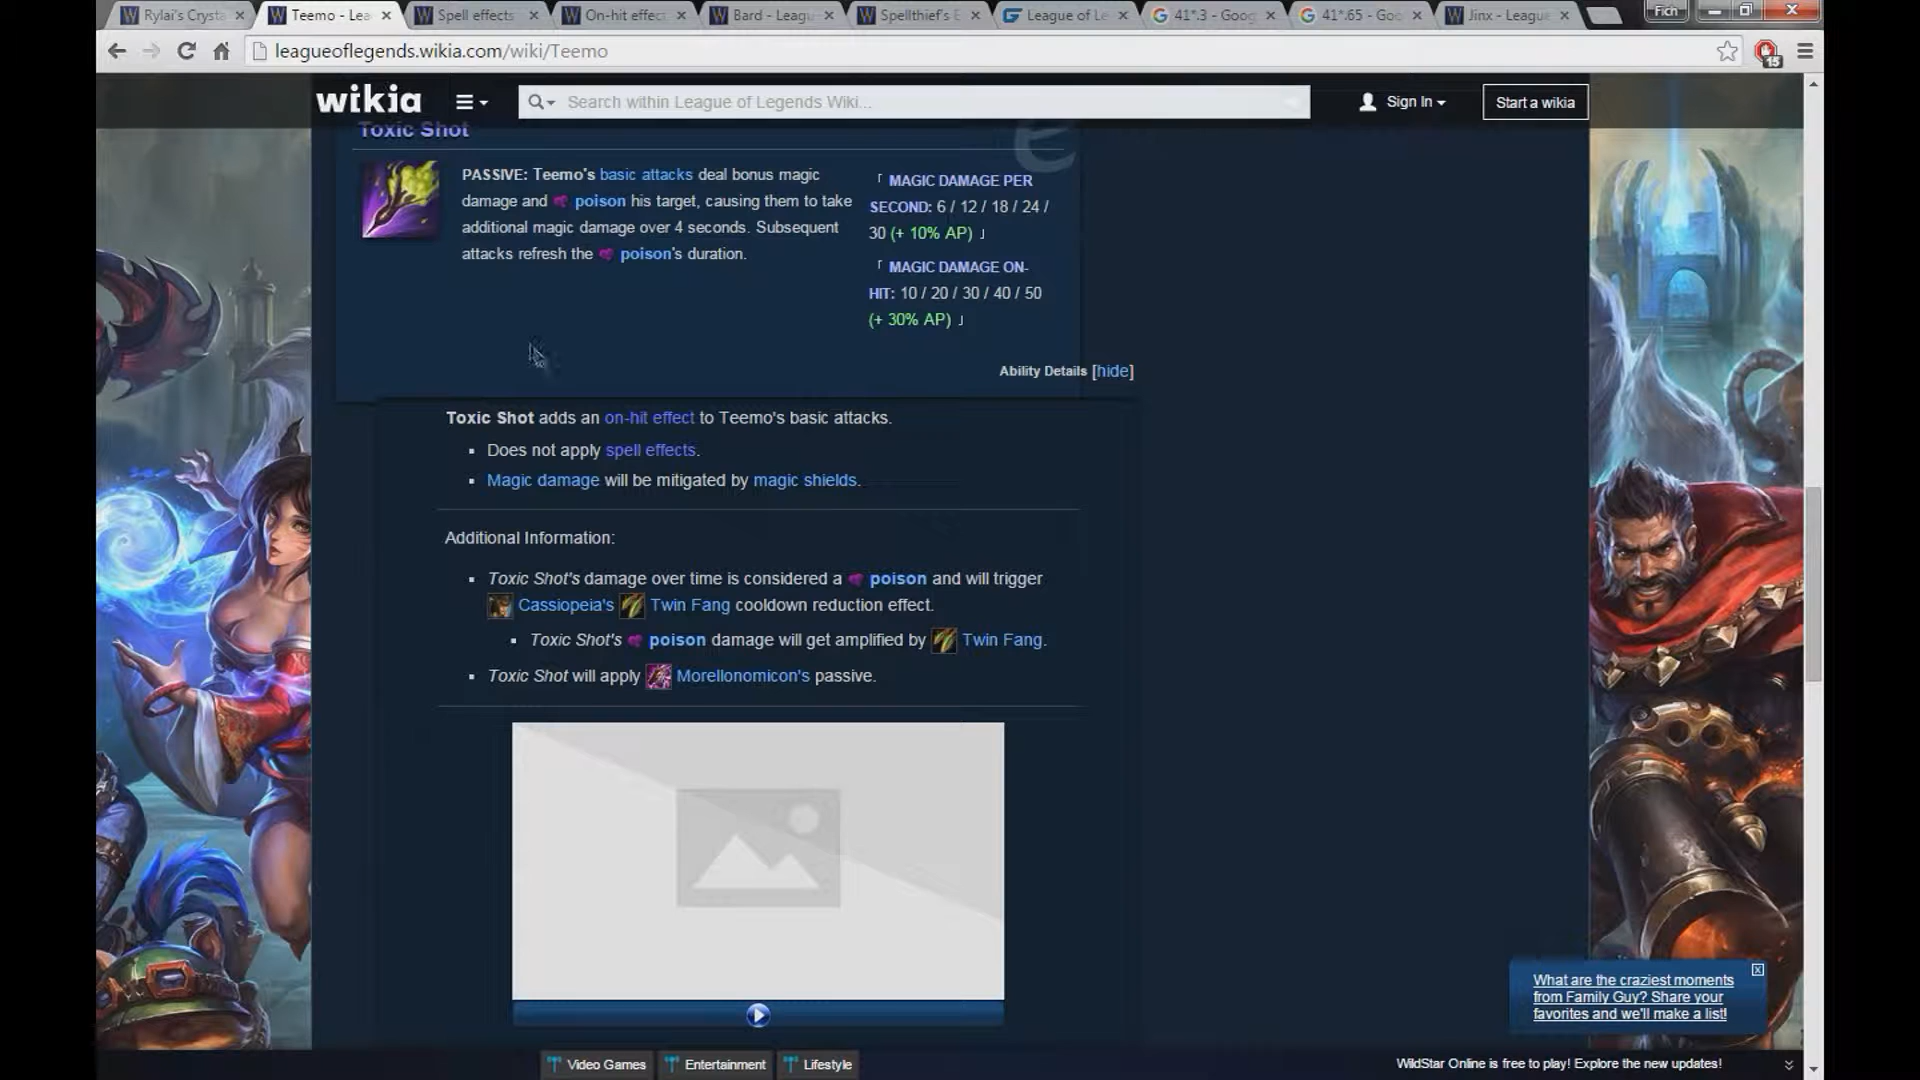 Rylai's Crysta
Teemo - Lea
Spell effects
On-hit effec
Bard - Leagu
Spellthief's E
League of Le
41*.3 - Goog
41*.65 - Goo
Jinx - League
Fich
leagueoflegends.wikia.com/wiki/Teemo
15
wikia
Search within League of Legends Wiki...
Sign In
Start a wikia
Toxic Shot
e
PASSIVE: Teemo's basic attacks deal bonus magic
damage and poison his target, causing them to take
additional magic damage over 4 seconds. Subsequent
attacks refresh the poison's duration.
「 MAGIC DAMAGE PER
SECOND: 6 / 12 / 18 / 24 /
30 (+ 10% AP) 」
「 MAGIC DAMAGE ON-
HIT: 10 / 20 / 30 / 40 / 50
(+ 30% AP) 」
Ability Details [hide]
Toxic Shot adds an on-hit effect to Teemo's basic attacks.
▪ Does not apply spell effects.
▪ Magic damage will be mitigated by magic shields.
Additional Information:
▪ Toxic Shot's damage over time is considered a poison and will trigger
Cassiopeia's Twin Fang cooldown reduction effect.
▪ Toxic Shot's poison damage will get amplified by Twin Fang.
▪ Toxic Shot will apply Morellonomicon's passive.
What are the craziest moments
from Family Guy? Share your
favorites and we'll make a list!
Video Games
Entertainment
Lifestyle
WildStar Online is free to play! Explore the new updates!